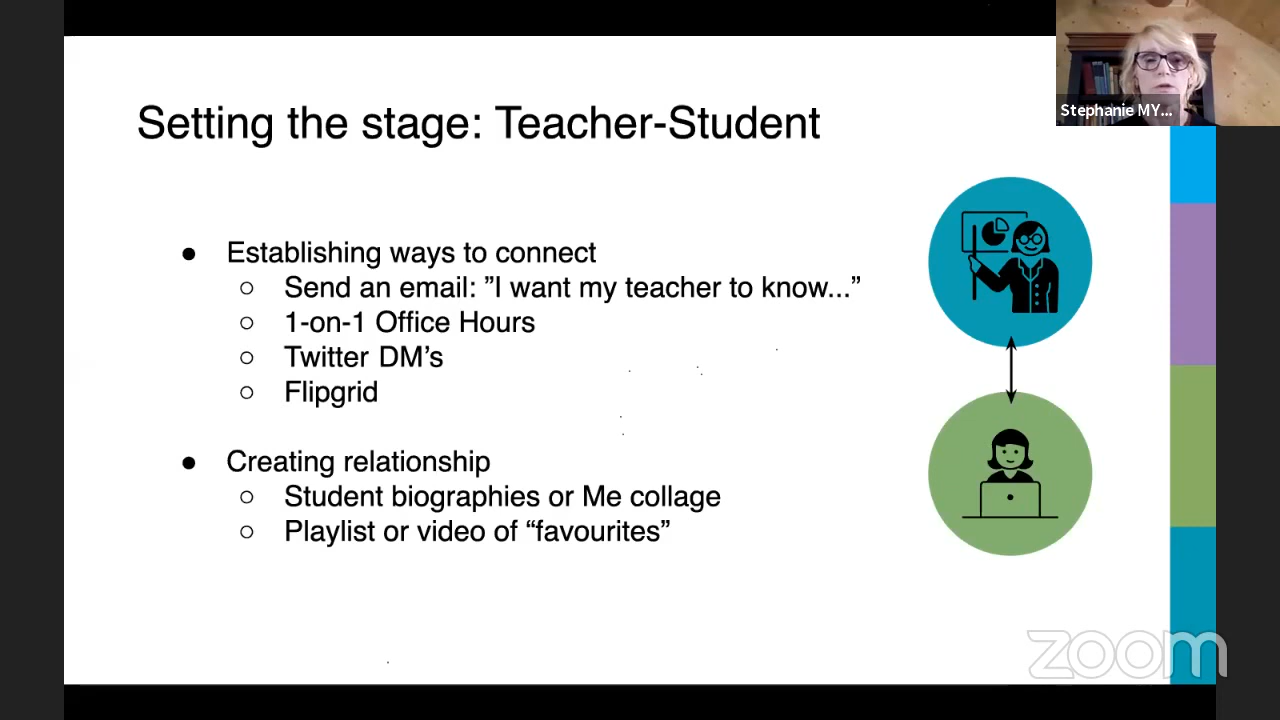 Stephanie MY...
Setting the stage: Teacher-Student
● Establishing ways to connect
○ Send an email: ”I want my teacher to know...”
○ 1-on-1 Office Hours
○ Twitter DM’s
○ Flipgrid
● Creating relationship
○ Student biographies or Me collage
○ Playlist or video of “favourites”
zoom